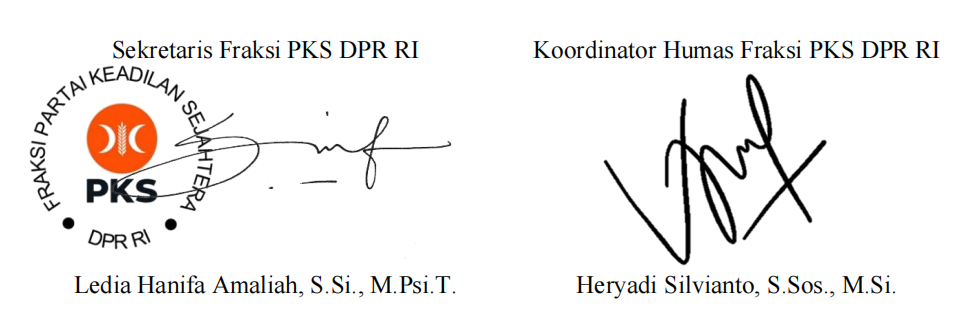 Sekretaris Fraksi PKS DPR RI
Koordinator Humas Fraksi PKS DPR RI
FRAKSI PARTAI KEADILAN SEJAHTERA
PKS
• DPR RI •
Ledia Hanifa Amaliah, S.Si., M.Psi.T.
Heryadi Silvianto, S.Sos., M.Si.